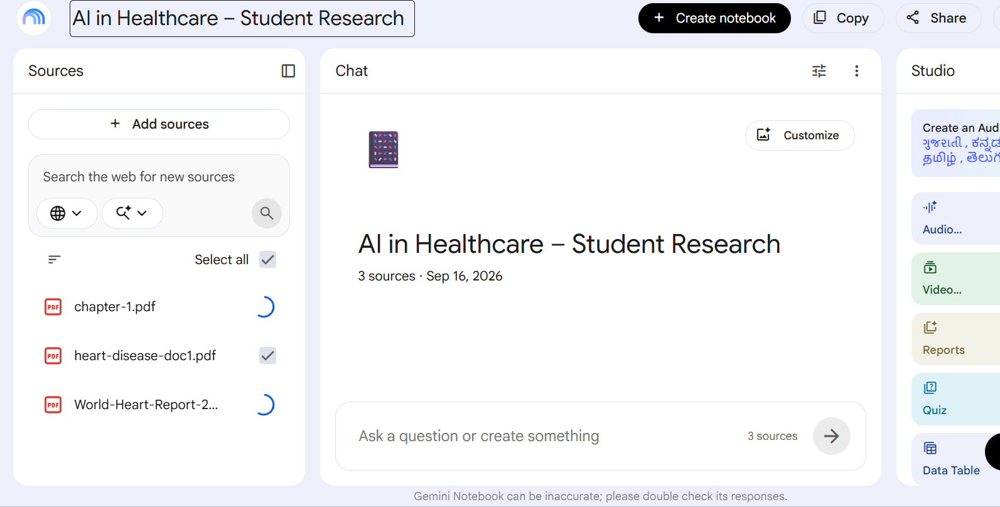 AI in Healthcare – Student Research
+ Create notebook
Copy
Share
Sources
+ Add sources
Search the web for new sources
Select all
PDF chapter-1.pdf
PDF heart-disease-doc1.pdf
PDF World-Heart-Report-2...
Chat
Customize
AI in Healthcare – Student Research
3 sources · Sep 16, 2026
Ask a question or create something
3 sources
Studio
Create an Aud
ગુજરાતી , ಕನ್ನಡ
தமிழ் , తెలుగ
Audio...
Video...
Reports
Quiz
Data Table
Gemini Notebook can be inaccurate; please double check its responses.